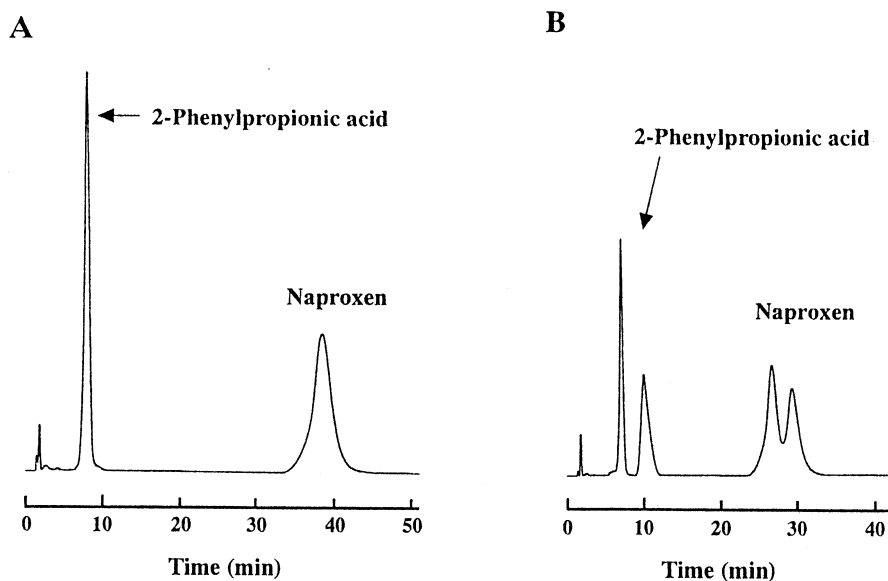 A
2-Phenylpropionic acid
Naproxen
0 10 20 30 40 50
Time (min)
B
2-Phenylpropionic acid
Naproxen
0 10 20 30 40
Time (min)